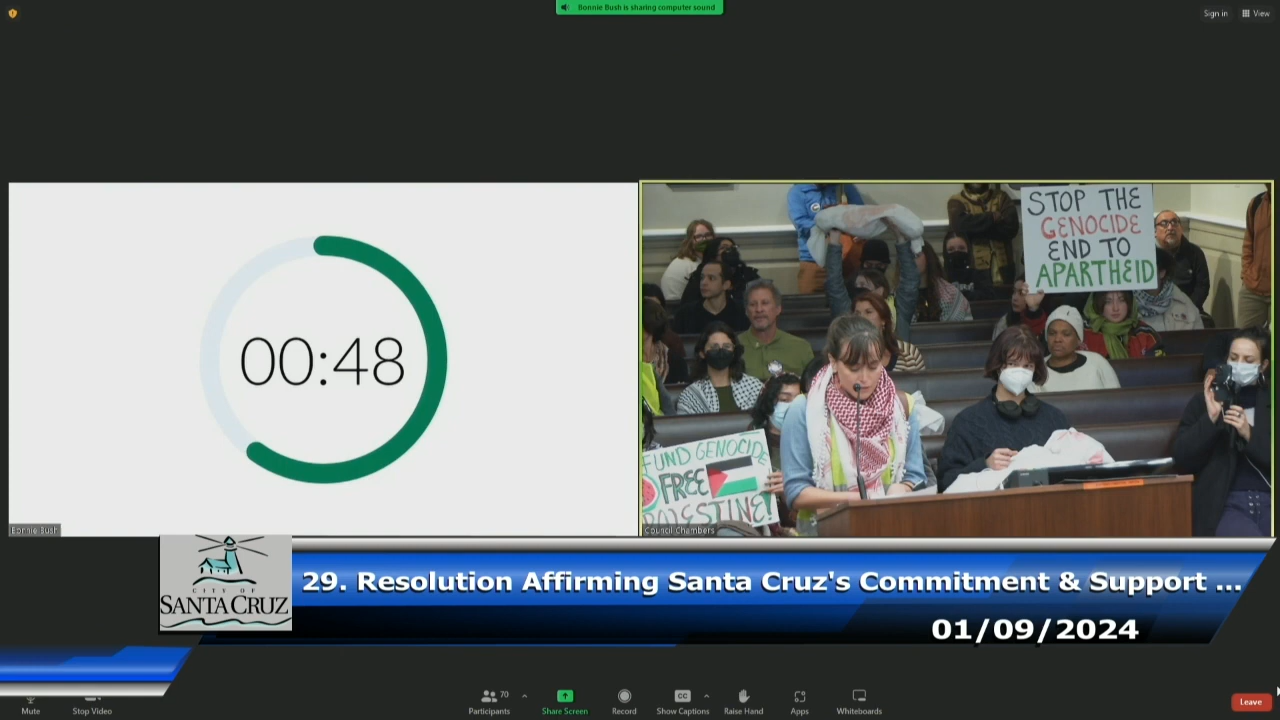 Bonnie Bush is sharing computer sound
Sign in
View
00:48
STOP THE
GENOCIDE
END TO
APARTHEID
FUND GENOCIDE
FREE
PALESTINE!
Bonnie Bush
Council Chambers
CITY OF
SANTA CRUZ
29. Resolution Affirming Santa Cruz's Commitment & Support ...
01/09/2024
Mute
Stop Video
Participants
70
Share Screen
CC
Record
Show Captions
Raise Hand
Apps
Whiteboards
Leave